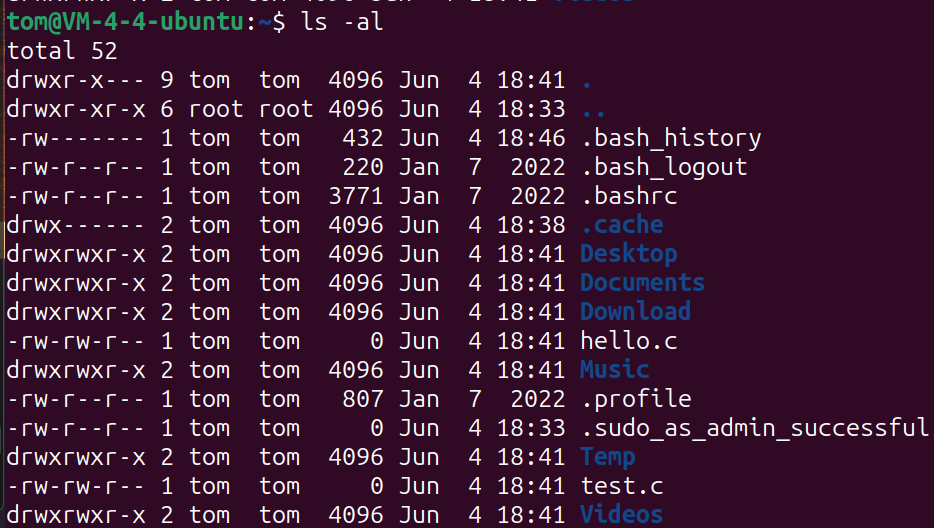 tom@VM-4-4-ubuntu:~$ ls -al
total 52
drwxr-x--- 9 tom  tom  4096 Jun  4 18:41 .
drwxr-xr-x 6 root root 4096 Jun  4 18:33 ..
-rw------- 1 tom  tom   432 Jun  4 18:46 .bash_history
-rw-r--r-- 1 tom  tom   220 Jan  7  2022 .bash_logout
-rw-r--r-- 1 tom  tom  3771 Jan  7  2022 .bashrc
drwx------ 2 tom  tom  4096 Jun  4 18:38 .cache
drwxrwxr-x 2 tom  tom  4096 Jun  4 18:41 Desktop
drwxrwxr-x 2 tom  tom  4096 Jun  4 18:41 Documents
drwxrwxr-x 2 tom  tom  4096 Jun  4 18:41 Download
-rw-rw-r-- 1 tom  tom     0 Jun  4 18:41 hello.c
drwxrwxr-x 2 tom  tom  4096 Jun  4 18:41 Music
-rw-r--r-- 1 tom  tom   807 Jan  7  2022 .profile
-rw-r--r-- 1 tom  tom     0 Jun  4 18:33 .sudo_as_admin_successful
drwxrwxr-x 2 tom  tom  4096 Jun  4 18:41 Temp
-rw-rw-r-- 1 tom  tom     0 Jun  4 18:41 test.c
drwxrwxr-x 2 tom  tom  4096 Jun  4 18:41 Videos